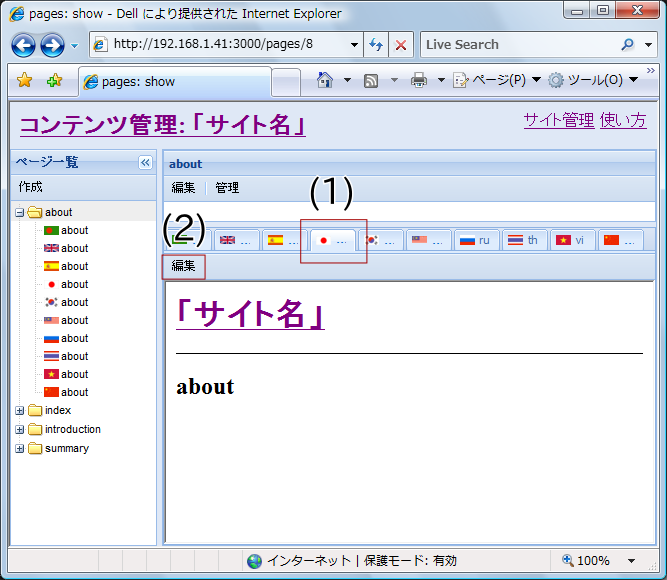 pages: show - Dell により提供された Internet Explorer
http://192.168.1.41:3000/pages/8
Live Search
pages: show
ページ(P)
ツール(O)
»
コンテンツ管理: 「サイト名」
サイト管理 使い方
ページ一覧
«
作成
about
about
about
about
about
about
about
about
about
about
about
index
introduction
summary
about
編集
管理
(1)
(2)
...
...
...
...
...
ru
th
vi
...
編集
「サイト名」
about
インターネット | 保護モード: 有効
100%